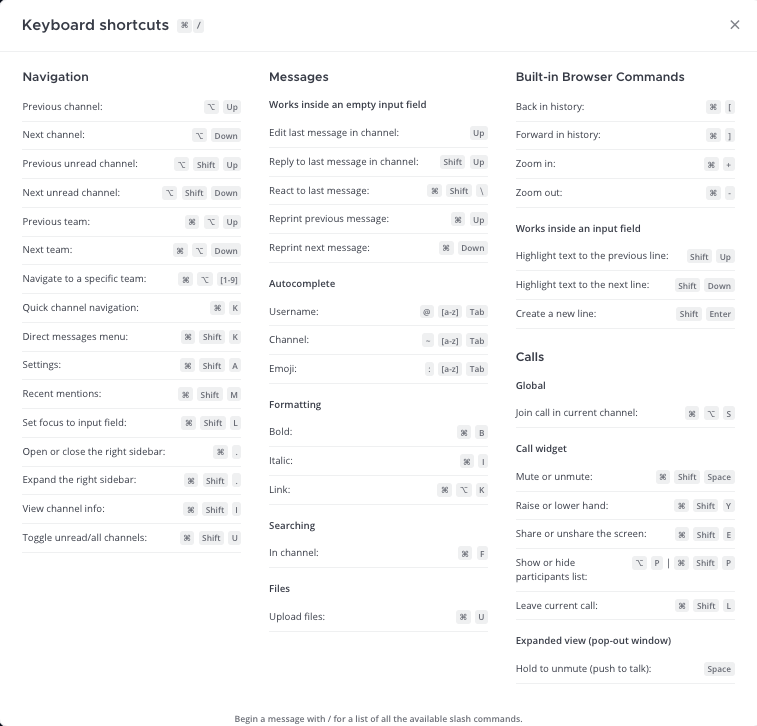 Keyboard shortcuts ⌘ /
Navigation
Previous channel: ⌥ Up
Next channel: ⌥ Down
Previous unread channel: ⌥ Shift Up
Next unread channel: ⌥ Shift Down
Previous team: ⌘ ⌥ Up
Next team: ⌘ ⌥ Down
Navigate to a specific team: ⌘ ⌥ [1-9]
Quick channel navigation: ⌘ K
Direct messages menu: ⌘ Shift K
Settings: ⌘ Shift A
Recent mentions: ⌘ Shift M
Set focus to input field: ⌘ Shift L
Open or close the right sidebar: ⌘ .
Expand the right sidebar: ⌘ Shift .
View channel info: ⌘ Shift I
Toggle unread/all channels: ⌘ Shift U
Messages
Works inside an empty input field
Edit last message in channel: Up
Reply to last message in channel: Shift Up
React to last message: ⌘ Shift \
Reprint previous message: ⌘ Up
Reprint next message: ⌘ Down
Autocomplete
Username: @ [a-z] Tab
Channel: ~ [a-z] Tab
Emoji: : [a-z] Tab
Formatting
Bold: ⌘ B
Italic: ⌘ I
Link: ⌘ ⌥ K
Searching
In channel: ⌘ F
Files
Upload files: ⌘ U
Built-in Browser Commands
Back in history: ⌘ [
Forward in history: ⌘ ]
Zoom in: ⌘ +
Zoom out: ⌘ -
Works inside an input field
Highlight text to the previous line: Shift Up
Highlight text to the next line: Shift Down
Create a new line: Shift Enter
Calls
Global
Join call in current channel: ⌘ ⌥ S
Call widget
Mute or unmute: ⌘ Shift Space
Raise or lower hand: ⌘ Shift Y
Share or unshare the screen: ⌘ Shift E
Show or hide ⌥ P | ⌘ Shift P
participants list:
Leave current call: ⌘ Shift L
Expanded view (pop-out window)
Hold to unmute (push to talk): Space
Begin a message with / for a list of all the available slash commands.